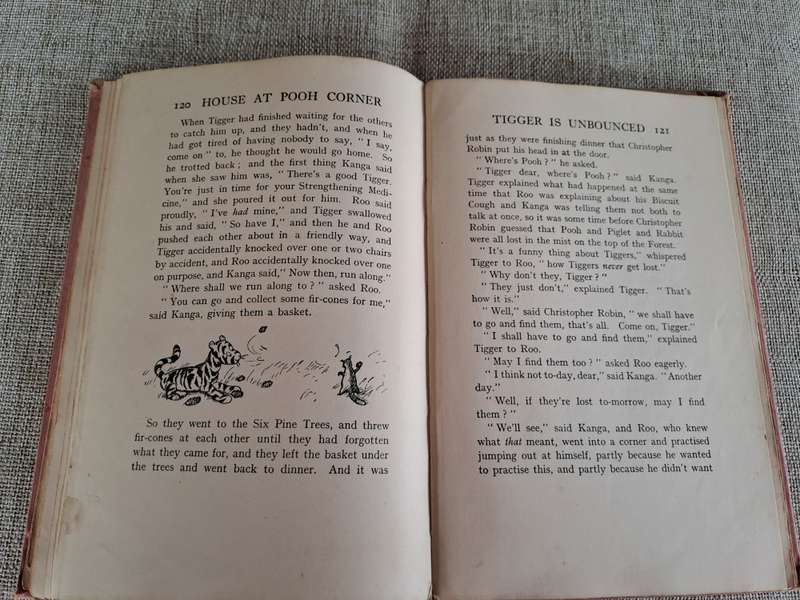 120 HOUSE AT POOH CORNER
When Tigger had finished waiting for the others
to catch him up, and they hadn't, and when he
had got tired of having nobody to say, " I say,
come on " to, he thought he would go home. So
he trotted back ; and the first thing Kanga said
when she saw him was, " There's a good Tigger.
You're just in time for your Strengthening Medi-
cine," and she poured it out for him. Roo said
proudly, " I've had mine," and Tigger swallowed
his and said, " So have I," and then he and Roo
pushed each other about in a friendly way, and
Tigger accidentally knocked over one or two chairs
by accident, and Roo accidentally knocked over one
on purpose, and Kanga said, " Now then, run along."
" Where shall we run along to ? " asked Roo.
" You can go and collect some fir-cones for me,"
said Kanga, giving them a basket.
So they went to the Six Pine Trees, and threw
fir-cones at each other until they had forgotten
what they came for, and they left the basket under
the trees and went back to dinner. And it was
TIGGER IS UNBOUNCED 121
just as they were finishing dinner that Christopher
Robin put his head in at the door.
" Where's Pooh ? " he asked.
" Tigger dear, where's Pooh ? " said Kanga.
Tigger explained what had happened at the same
time that Roo was explaining about his Biscuit
Cough and Kanga was telling them not both to
talk at once, so it was some time before Christopher
Robin guessed that Pooh and Piglet and Rabbit
were all lost in the mist on the top of the Forest.
" It's a funny thing about Tiggers," whispered
Tigger to Roo, " how Tiggers never get lost."
" Why don't they, Tigger ? "
" They just don't," explained Tigger. " That's
how it is."
" Well," said Christopher Robin, " we shall have
to go and find them, that's all. Come on, Tigger."
" I shall have to go and find them," explained
Tigger to Roo.
" May I find them too ? " asked Roo eagerly.
" I think not to-day, dear," said Kanga. " Another
day."
" Well, if they're lost to-morrow, may I find
them ? "
" We'll see," said Kanga, and Roo, who knew
what that meant, went into a corner and practised
jumping out at himself, partly because he wanted
to practise this, and partly because he didn't want